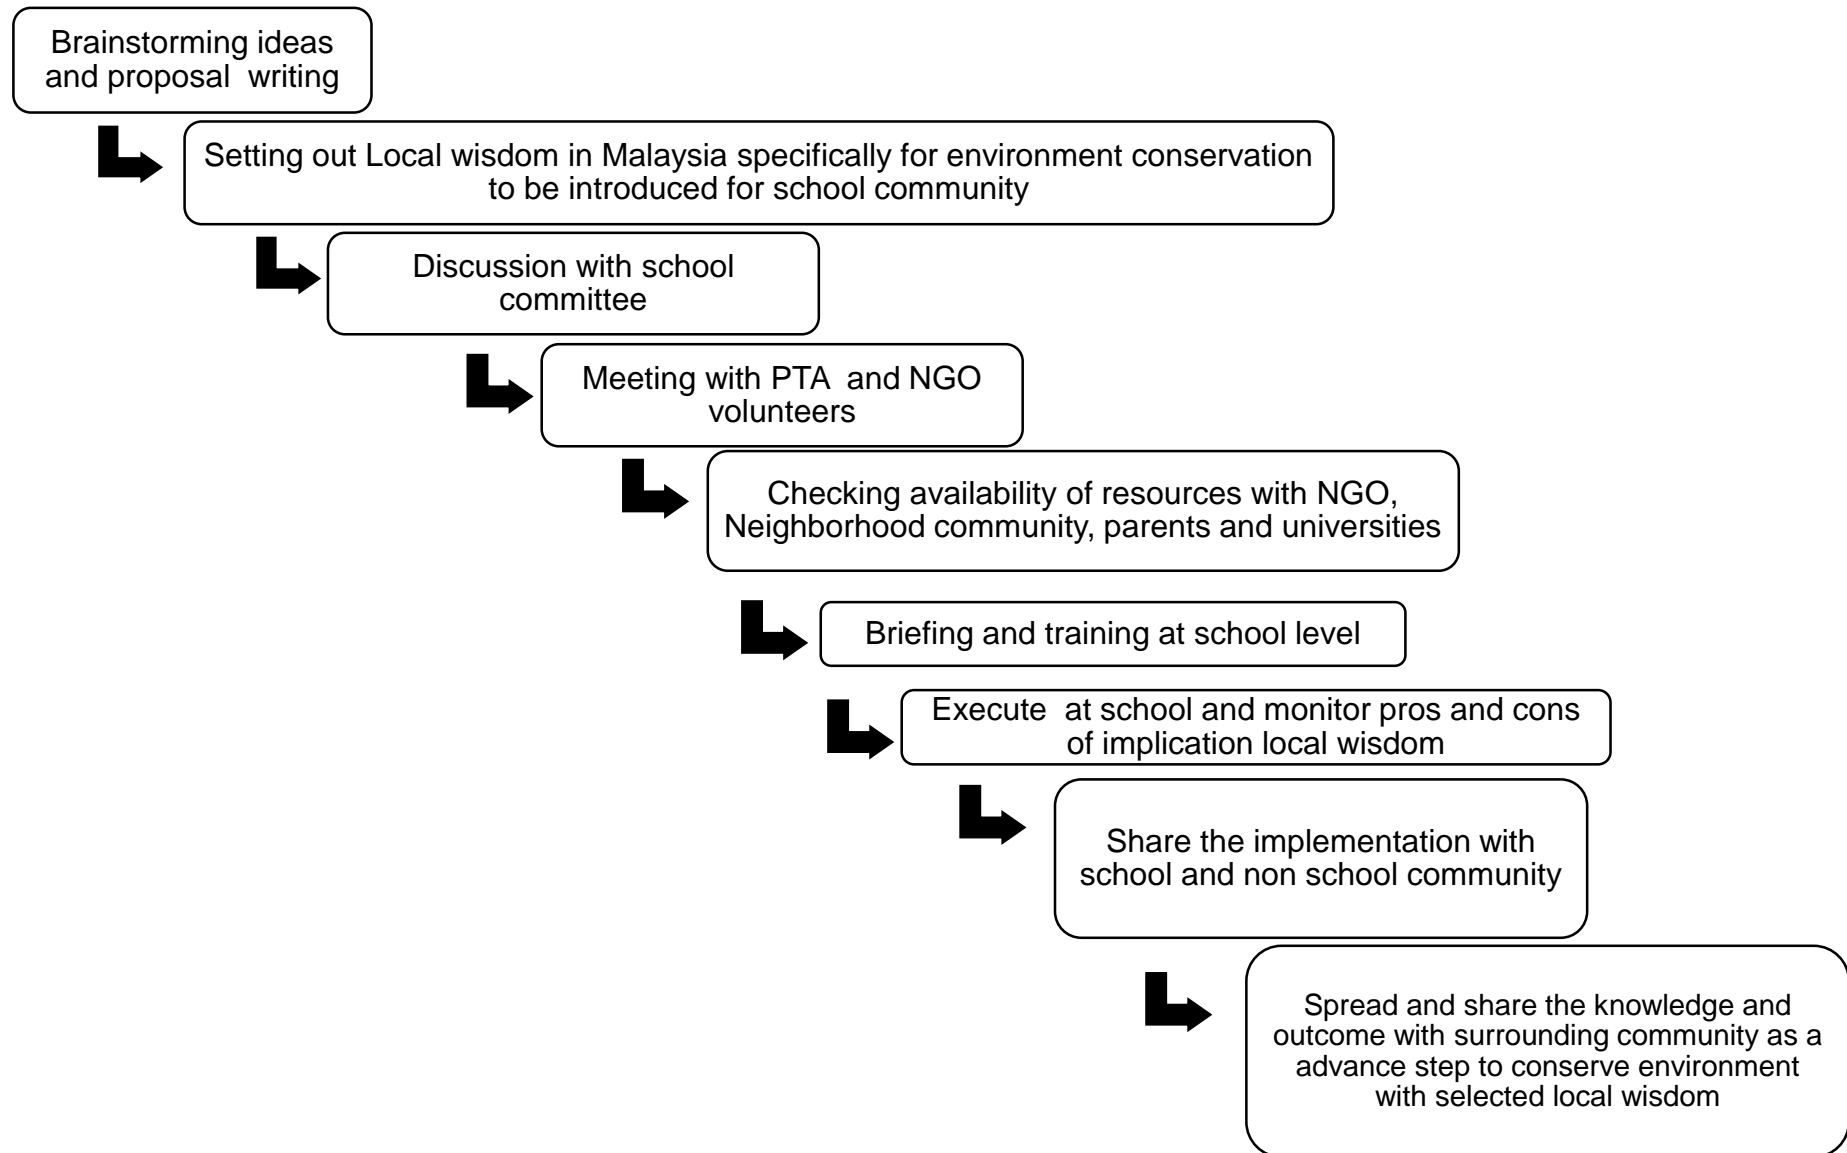 Brainstorming ideas
and proposal  writing
Setting out Local wisdom in Malaysia specifically for environment conservation
to be introduced for school community
Discussion with school
committee
Meeting with PTA  and NGO
volunteers
Checking availability of resources with NGO,
Neighborhood community, parents and universities
Briefing and training at school level
Execute  at school and monitor pros and cons
of implication local wisdom
Share the implementation with
school and non school community
Spread and share the knowledge and
outcome with surrounding community as a
advance step to conserve environment
with selected local wisdom